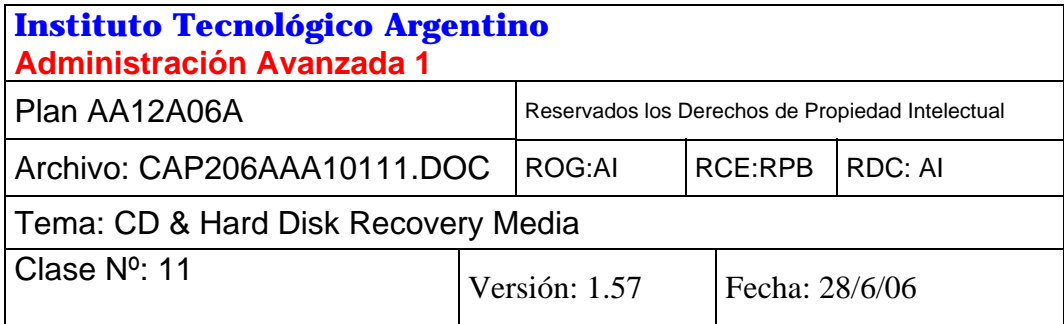 Instituto Tecnológico Argentino
Administración Avanzada 1
Plan AA12A06A
Reservados los Derechos de Propiedad Intelectual
Archivo: CAP206AAA10111.DOC
ROG:AI
RCE:RPB
RDC: AI
Tema: CD & Hard Disk Recovery Media
Clase Nº: 11
Versión: 1.57
Fecha: 28/6/06